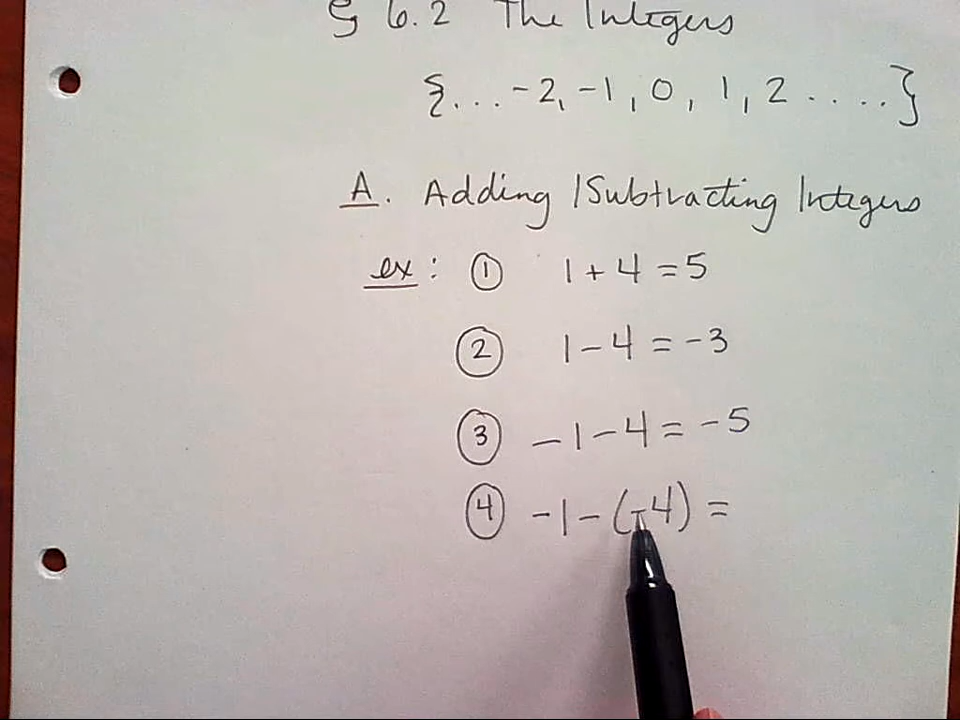 § 6.2 The Integers
{... -2, -1, 0, 1, 2 .....}
A. Adding /Subtracting Integers
ex: ① 1 + 4 = 5
② 1 - 4 = -3
③ -1 - 4 = -5
④ -1 - (-4) =